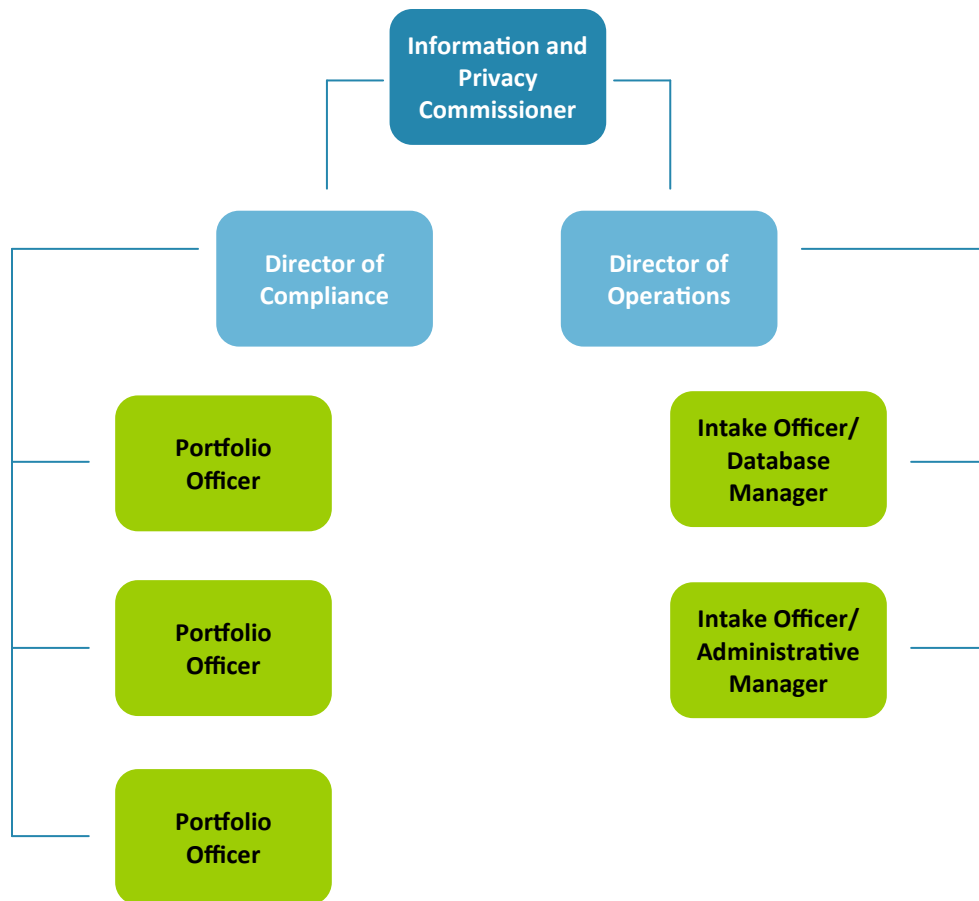 Information and
Privacy
Commissioner
Director of
Compliance
Director of
Operations
Portfolio
Officer
Intake Officer/
Database
Manager
Portfolio
Officer
Intake Officer/
Administrative
Manager
Portfolio
Officer